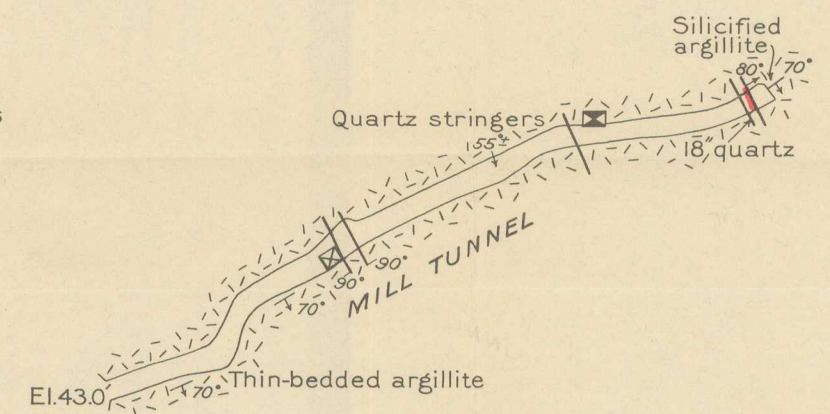 Silicified
argillite
80° 70°
Quartz stringers
55°±
18" quartz
90°
90°
70°
MILL TUNNEL
Thin-bedded argillite
70°
El.43.0'